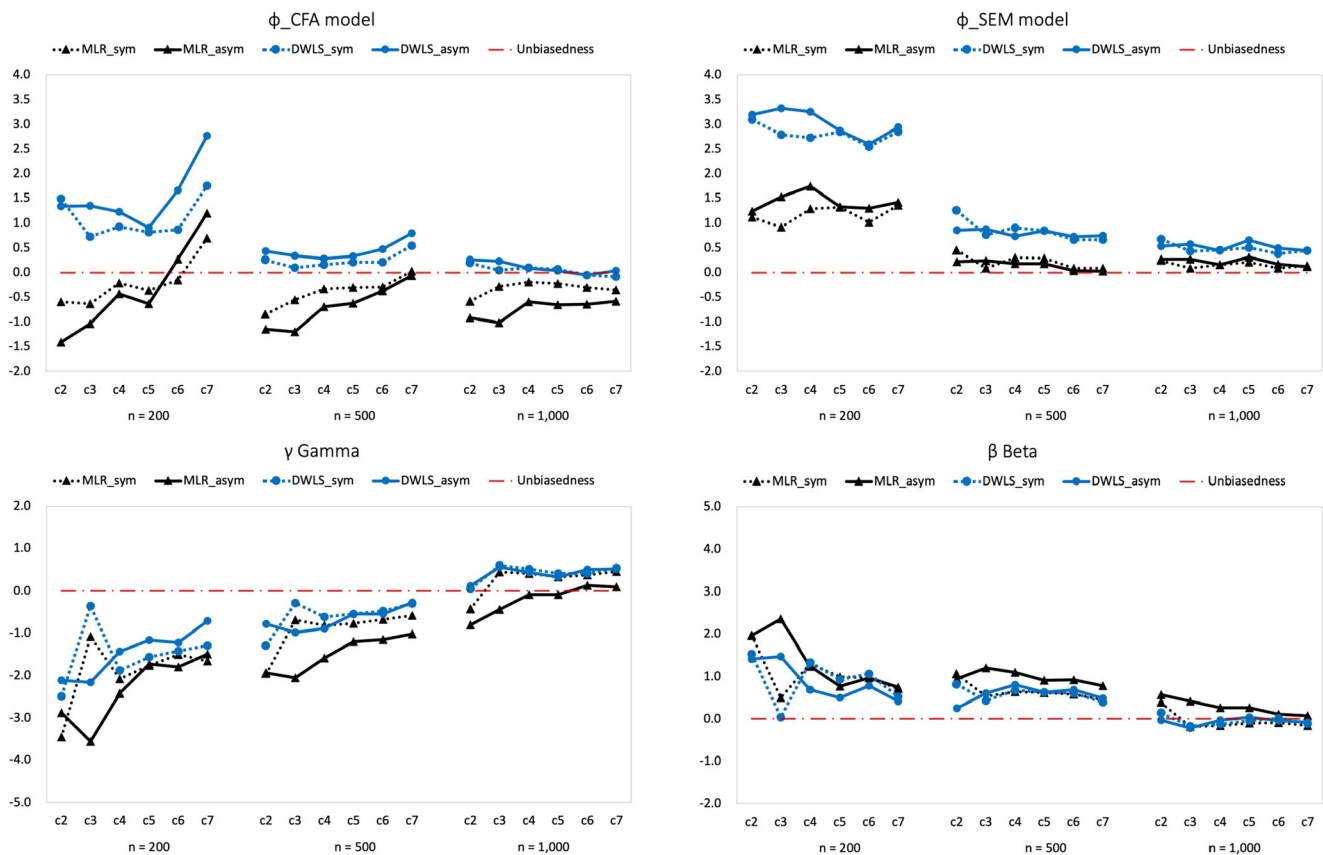 ϕ_CFA model
MLR_sym MLR_asym DWLS_sym DWLS_asym Unbiasedness
4.0
3.5
3.0
2.5
2.0
1.5
1.0
0.5
0.0
-0.5
-1.0
-1.5
-2.0
c2 c3 c4 c5 c6 c7 c2 c3 c4 c5 c6 c7 c2 c3 c4 c5 c6 c7
n = 200 n = 500 n = 1,000
ϕ_SEM model
MLR_sym MLR_asym DWLS_sym DWLS_asym Unbiasedness
4.0
3.5
3.0
2.5
2.0
1.5
1.0
0.5
0.0
-0.5
-1.0
-1.5
-2.0
c2 c3 c4 c5 c6 c7 c2 c3 c4 c5 c6 c7 c2 c3 c4 c5 c6 c7
n = 200 n = 500 n = 1,000
γ Gamma
MLR_sym MLR_asym DWLS_sym DWLS_asym Unbiasedness
2.0
1.0
0.0
-1.0
-2.0
-3.0
-4.0
-5.0
c2 c3 c4 c5 c6 c7 c2 c3 c4 c5 c6 c7 c2 c3 c4 c5 c6 c7
n = 200 n = 500 n = 1,000
β Beta
MLR_sym MLR_asym DWLS_sym DWLS_asym Unbiasedness
5.0
4.0
3.0
2.0
1.0
0.0
-1.0
-2.0
c2 c3 c4 c5 c6 c7 c2 c3 c4 c5 c6 c7 c2 c3 c4 c5 c6 c7
n = 200 n = 500 n = 1,000